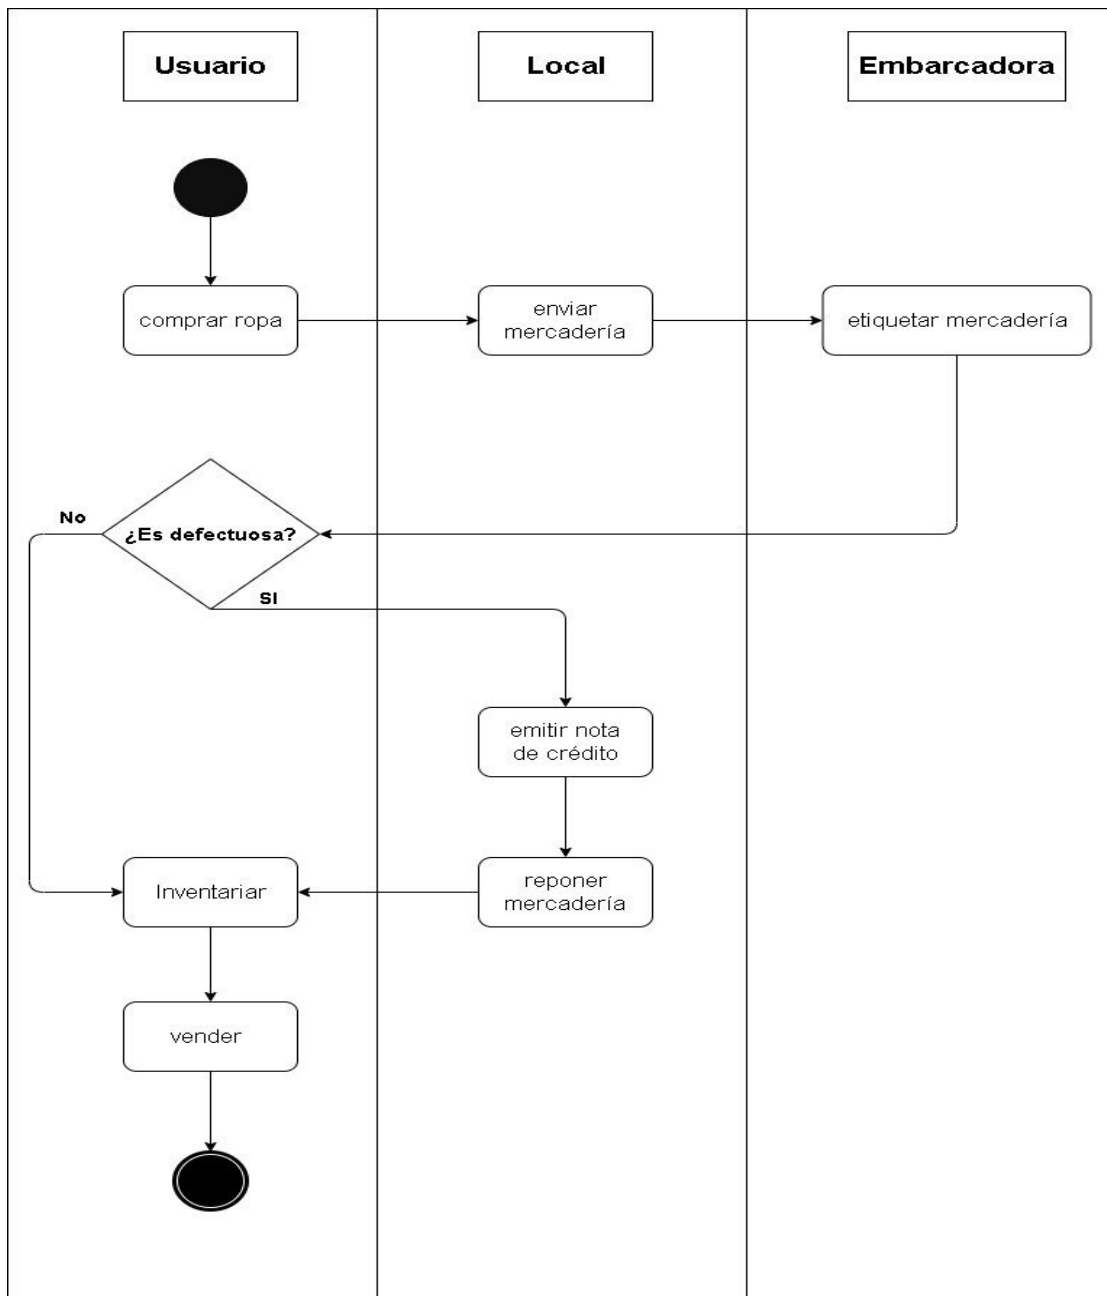 Usuario
Local
Embarcadora
comprar ropa
enviar
mercadería
etiquetar mercadería
No
¿Es defectuosa?
SI
emitir nota
de crédito
Inventariar
reponer
mercadería
vender